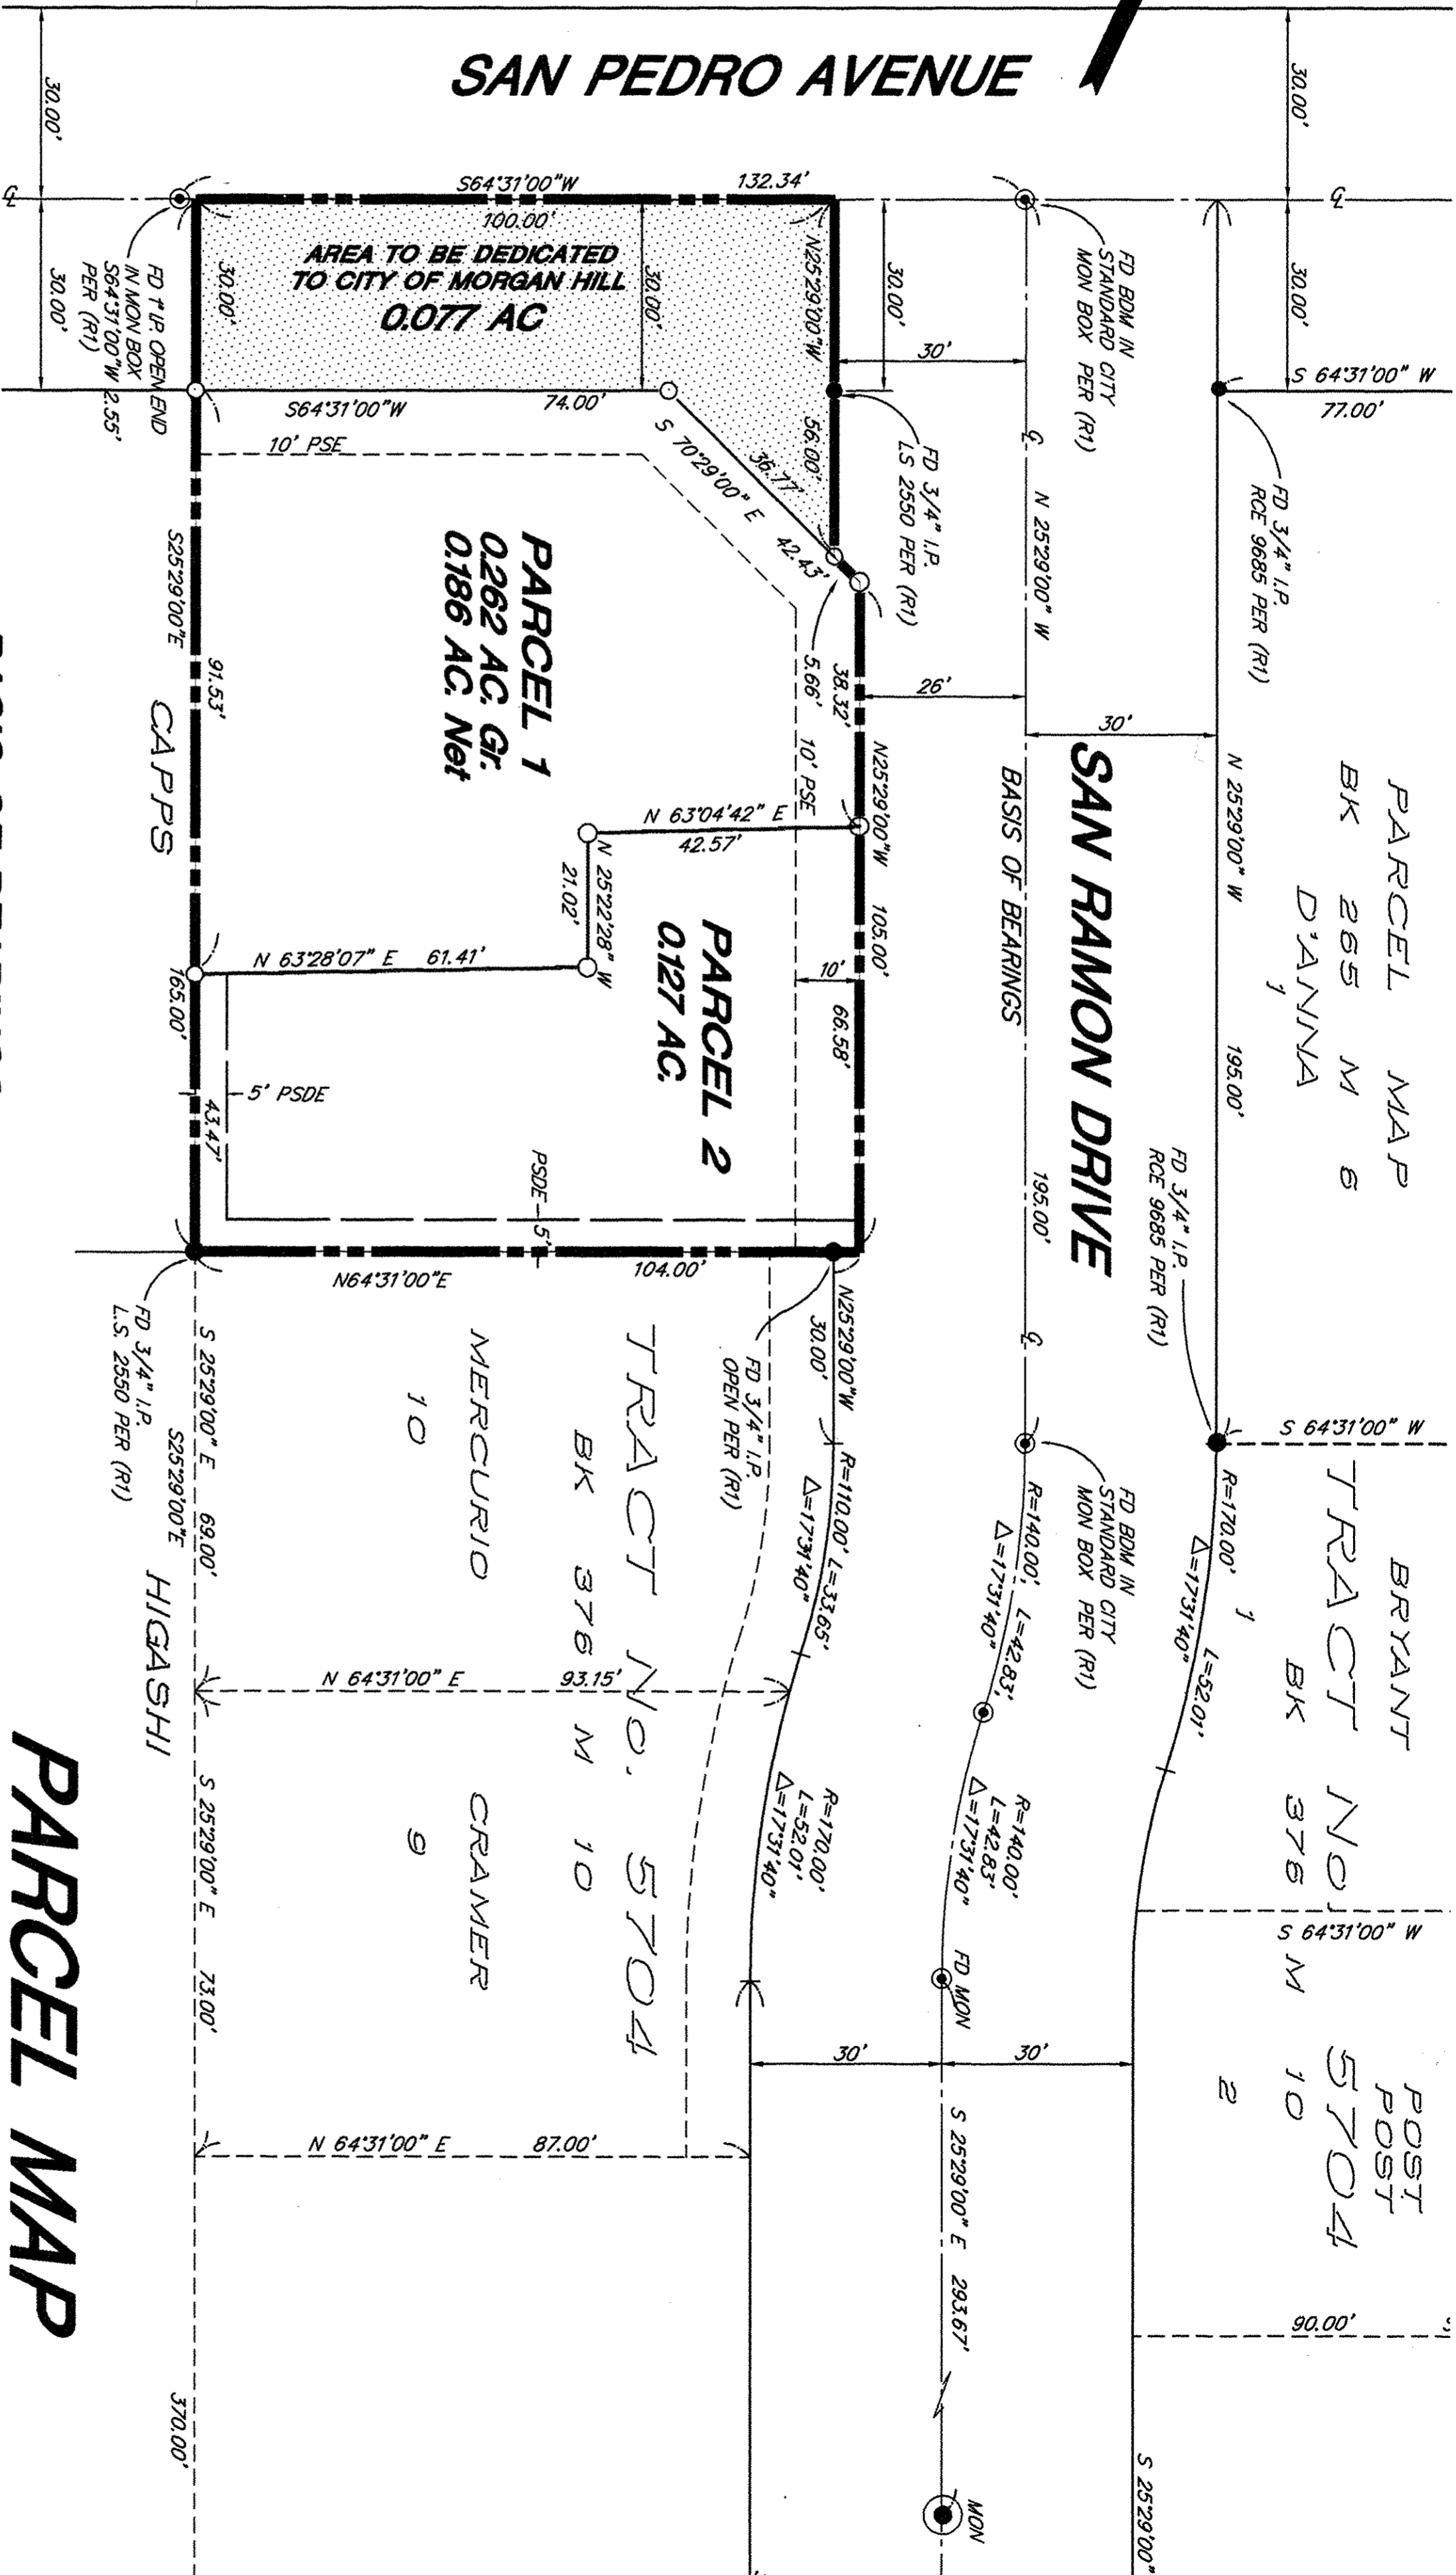 SAN PEDRO AVENUE
30.00'
30.00'
30.00'
30.00'
S64°31'00"W
132.34'
100.00'
AREA TO BE DEDICATED
TO CITY OF MORGAN HILL
0.077 AC
30.00'
30.00'
N25°29'00"W
56.00'
30.00'
30'
FD 1" IP OPEN END
IN MON BOX
S64°31'00"W 2.55'
PER (R1)
FD BDM IN
STANDARD CITY
MON BOX PER (R1)
S 64°31'00" W
77.00'
FD 3/4" I.P.
RCE 9685 PER (R1)
FD 3/4" I.P.
LS 2550 PER (R1)
S64°31'00"W
74.00'
10' PSE
S 70°29'00" E
36.77'
42.43'
5.66'
38.32'
26'
30'
N 25°29'00" W
PARCEL 1
0.262 AC. Gr.
0.186 AC. Net
S25°29'00"E
91.53'
CAPPS
10' PSE
N25°29'00"W
105.00'
N 63°04'42" E
42.57'
N 25°22'28" W
21.02'
N 63°28'07" E 61.41'
165.00'
43.47'
5' PSDE
PARCEL 2
0.127 AC.
10'
66.58'
PSDE
5'
N64°31'00"E
104.00'
SAN RAMON DRIVE
BASIS OF BEARINGS
195.00'
N 25°29'00" W
195.00'
PARCEL MAP
BK 265 M 6
D'ANNA
1
FD 3/4" I.P.
RCE 9685 PER (R1)
FD 3/4" I.P.
L.S. 2550 PER (R1)
FD 3/4" I.P.
OPEN PER (R1)
N25°29'00"W
30.00'
R=110.00' L=33.65'
Δ=17°31'40"
FD BDM IN
STANDARD CITY
MON BOX PER (R1)
R=140.00', L=42.83',
Δ=17°31'40"
S 64°31'00" W
R=170.00' L=52.01'
Δ=17°31'40"
BRYANT
TRACT No. 5704
BK 376 M 10
1
S 64°31'00" W
POST
POST
2
90.00'
S 25°29'00" E 69.00'
S25°29'00"E
HIGASHI
MERCURIO
10
TRACT No. 5704
BK 376 M 10
N 64°31'00" E 93.15'
S 25°29'00" E 73.00'
CRAMER
9
R=170.00'
L=52.01'
Δ=17°31'40"
R=140.00'
L=42.83'
Δ=17°31'40"
FD MON
30'
30'
N 64°31'00" E 87.00'
S 25°29'00" E 293.67'
370.00'
MON
S 25°29'00"
PARCEL MAP